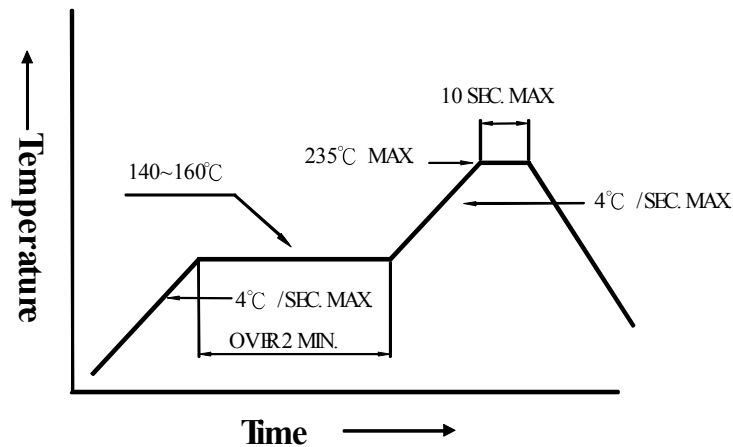 10 SEC. MAX
235℃ MAX
140~160℃
4℃ /SEC. MAX
4℃ /SEC. MAX
OVER 2 MIN.
Temperature
Time